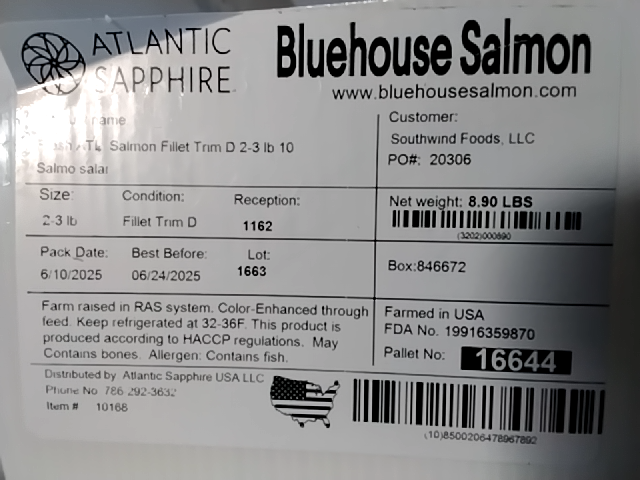 ATLANTIC
SAPPHIRE
Bluehouse Salmon
www.bluehousesalmon.com
name
ATL Salmon Fillet Trim D 2-3 lb 10
Salmo salar
Customer:
Southwind Foods, LLC
PO#: 20306
Size:
2-3 lb
Condition:
Fillet Trim D
Reception:
1162
Net weight: 8.90 LBS
(3202)000890
Pack Date:
6/10/2025
Best Before:
06/24/2025
Lot:
1663
Box:846672
Farm raised in RAS system. Color-Enhanced through
feed. Keep refrigerated at 32-36F. This product is
produced according to HACCP regulations. May
Contains bones. Allergen: Contains fish.
Farmed in USA
FDA No. 19916359870
Pallet No: 16644
Distributed by Atlantic Sapphire USA LLC
Phone No 786-292-3632
Item # 10168
(10)8500206478967892